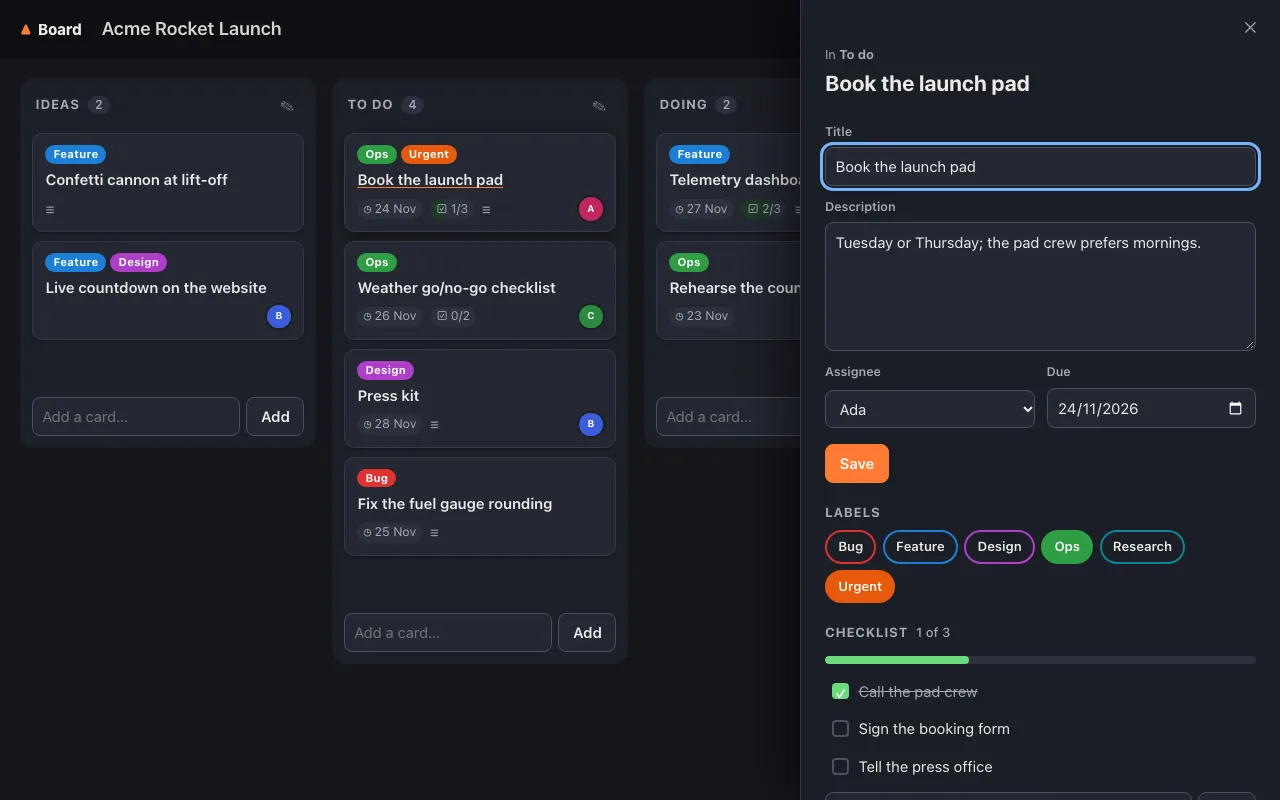 Board Acme Rocket Launch
IDEAS 2
Feature
Confetti cannon at lift-off
Feature Design
Live countdown on the website
B
Add a card... Add
TO DO 4
Ops Urgent
Book the launch pad
24 Nov 1/3 A
Ops
Weather go/no-go checklist
26 Nov 0/2 C
Design
Press kit
28 Nov B
Bug
Fix the fuel gauge rounding
25 Nov
Add a card... Add
DOING 2
Feature
Telemetry
27 Nov 2/3
Ops
Rehearse the
23 Nov
Add a card...
In To do
Book the launch pad
Title
Book the launch pad
Description
Tuesday or Thursday; the pad crew prefers mornings.
Assignee Due
Ada 24/11/2026
Save
LABELS
Bug Feature Design Ops Research
Urgent
CHECKLIST 1 of 3
Call the pad crew
Sign the booking form
Tell the press office